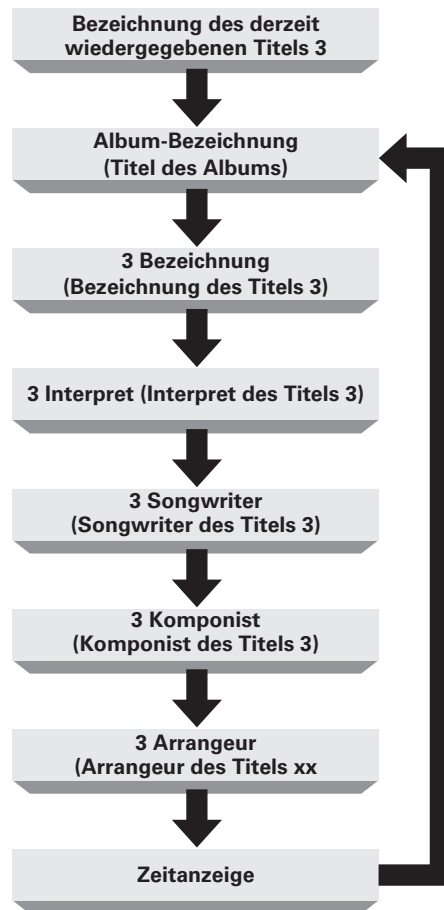 Bezeichnung des derzeit
wiedergegebenen Titels 3
Album-Bezeichnung
(Titel des Albums)
3 Bezeichnung
(Bezeichnung des Titels 3)
3 Interpret (Interpret des Titels 3)
3 Songwriter
(Songwriter des Titels 3)
3 Komponist
(Komponist des Titels 3)
3 Arrangeur
(Arrangeur des Titels xx
Zeitanzeige